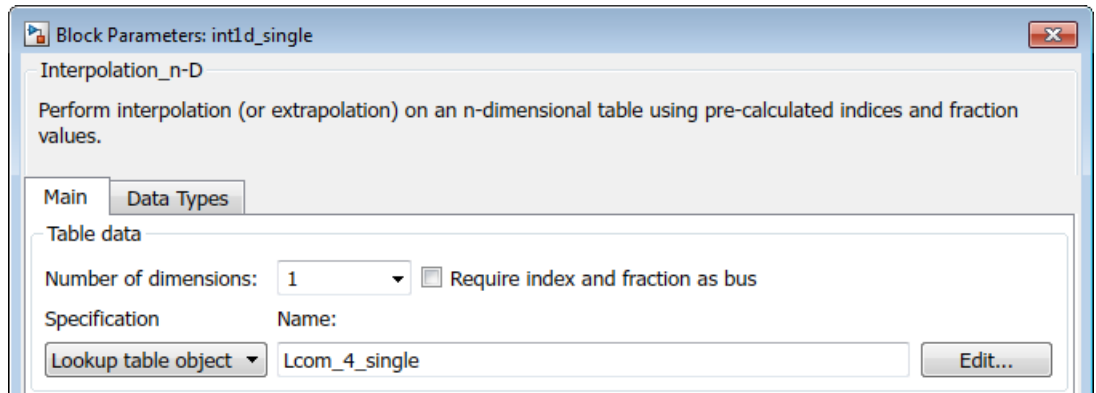 Block Parameters: int1d_single
Interpolation_n-D
Perform interpolation (or extrapolation) on an n-dimensional table using pre-calculated indices and fraction
values.
Main Data Types
Table data
Number of dimensions: 1 Require index and fraction as bus
Specification Name:
Lookup table object Lcom_4_single Edit...